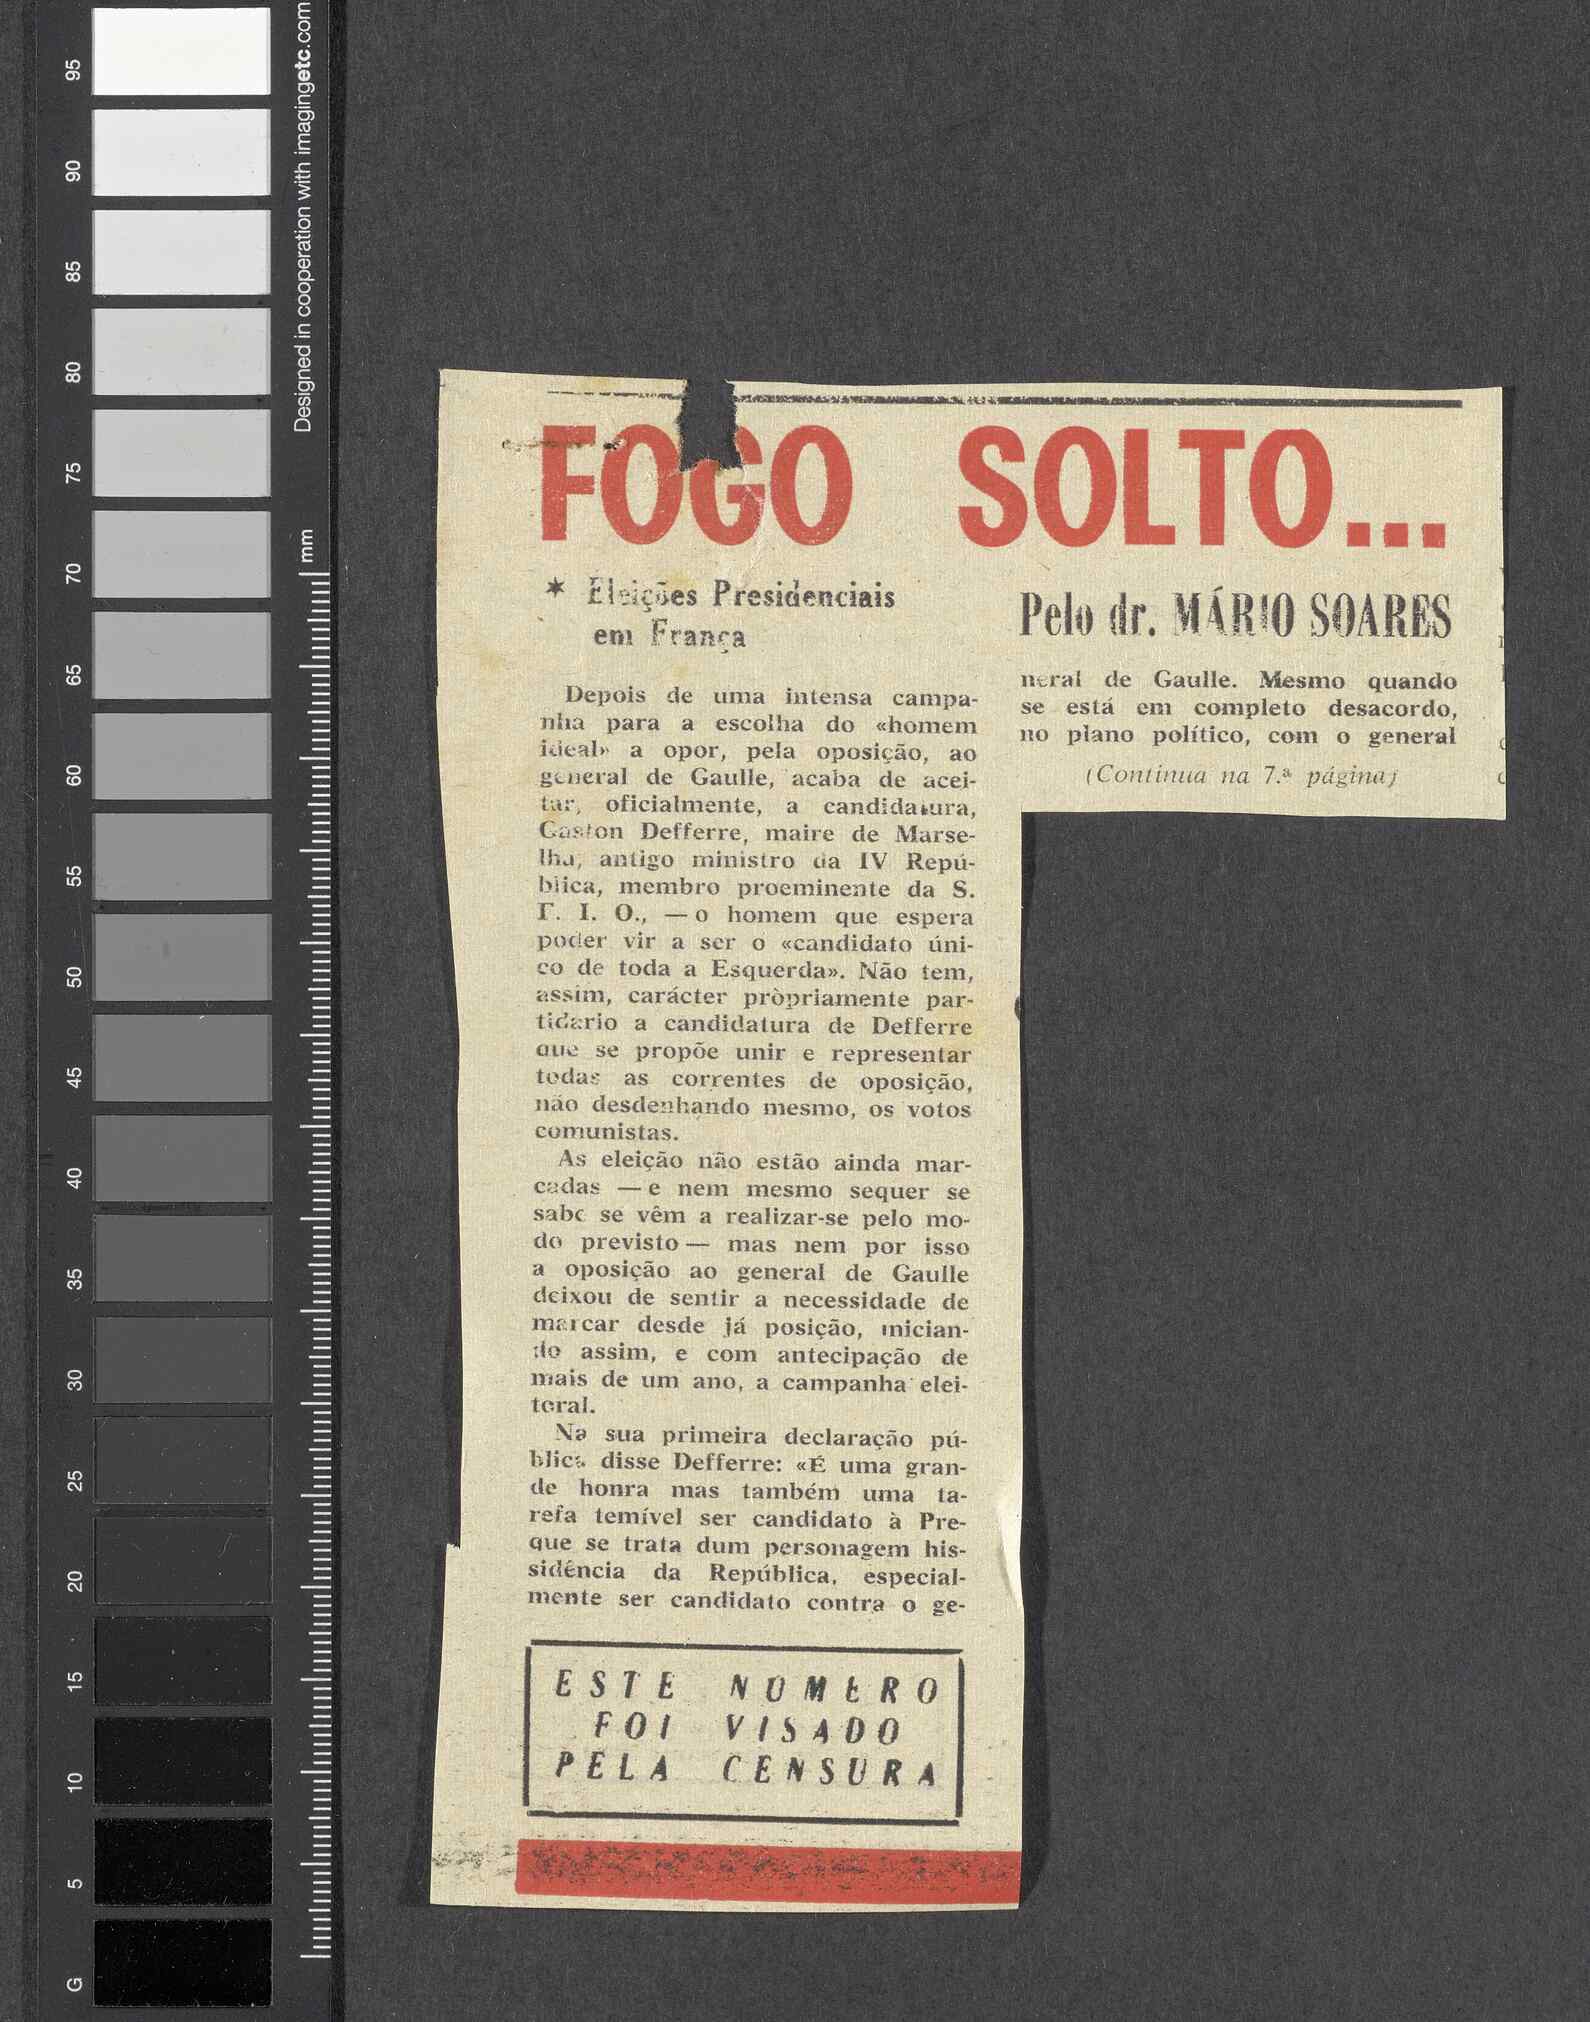 FOGO SOLTO...
* Eleições Presidenciais
em França
Pelo dr. MÁRIO SOARES
Depois de uma intensa campa-
nha para a escolha do «homem
ideal» a opor, pela oposição, ao
general de Gaulle, acaba de acei-
tar, oficialmente, a candidatura,
Gaston Defferre, maire de Marse-
lha, antigo ministro da IV Repú-
blica, membro proeminente da S.
F. I. O., — o homem que espera
poder vir a ser o «candidato úni-
co de toda a Esquerda». Não tem,
assim, carácter pròpriamente par-
tidário a candidatura de Defferre
que se propõe unir e representar
todas as correntes de oposição,
não desdenhando mesmo, os votos
comunistas.
As eleição não estão ainda mar-
cadas — e nem mesmo sequer se
sabe se vêm a realizar-se pelo mo-
do previsto — mas nem por isso
a oposição ao general de Gaulle
deixou de sentir a necessidade de
marcar desde já posição, inician-
do assim, e com antecipação de
mais de um ano, a campanha elei-
toral.
Na sua primeira declaração pú-
blica disse Defferre: «É uma gran-
de honra mas também uma ta-
refa temível ser candidato à Pre-
que se trata dum personagem his-
sidência da República, especial-
mente ser candidato contra o ge-
neral de Gaulle. Mesmo quando
se está em completo desacordo,
no plano político, com o general
(Continua na 7.ª página)
ESTE NÚMERO
FOI VISADO
PELA CENSURA
Designed in cooperation with imagingetc.com
mm
95
90
85
80
75
70
65
60
55
50
45
40
35
30
25
20
15
10
5
G